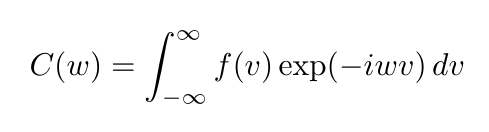 C(w) = ∫_{-∞}^{∞} f(v) exp(-iwv) dv